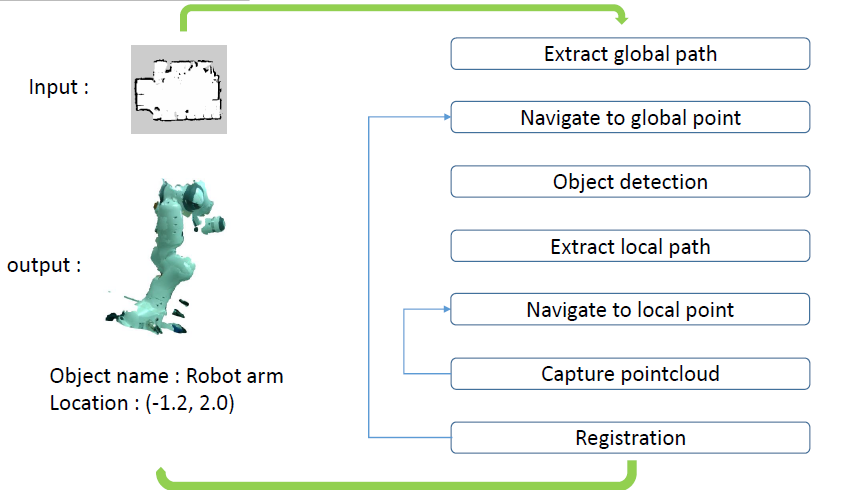 Input :
output :
Object name : Robot arm
Location : (-1.2, 2.0)
Extract global path
Navigate to global point
Object detection
Extract local path
Navigate to local point
Capture pointcloud
Registration